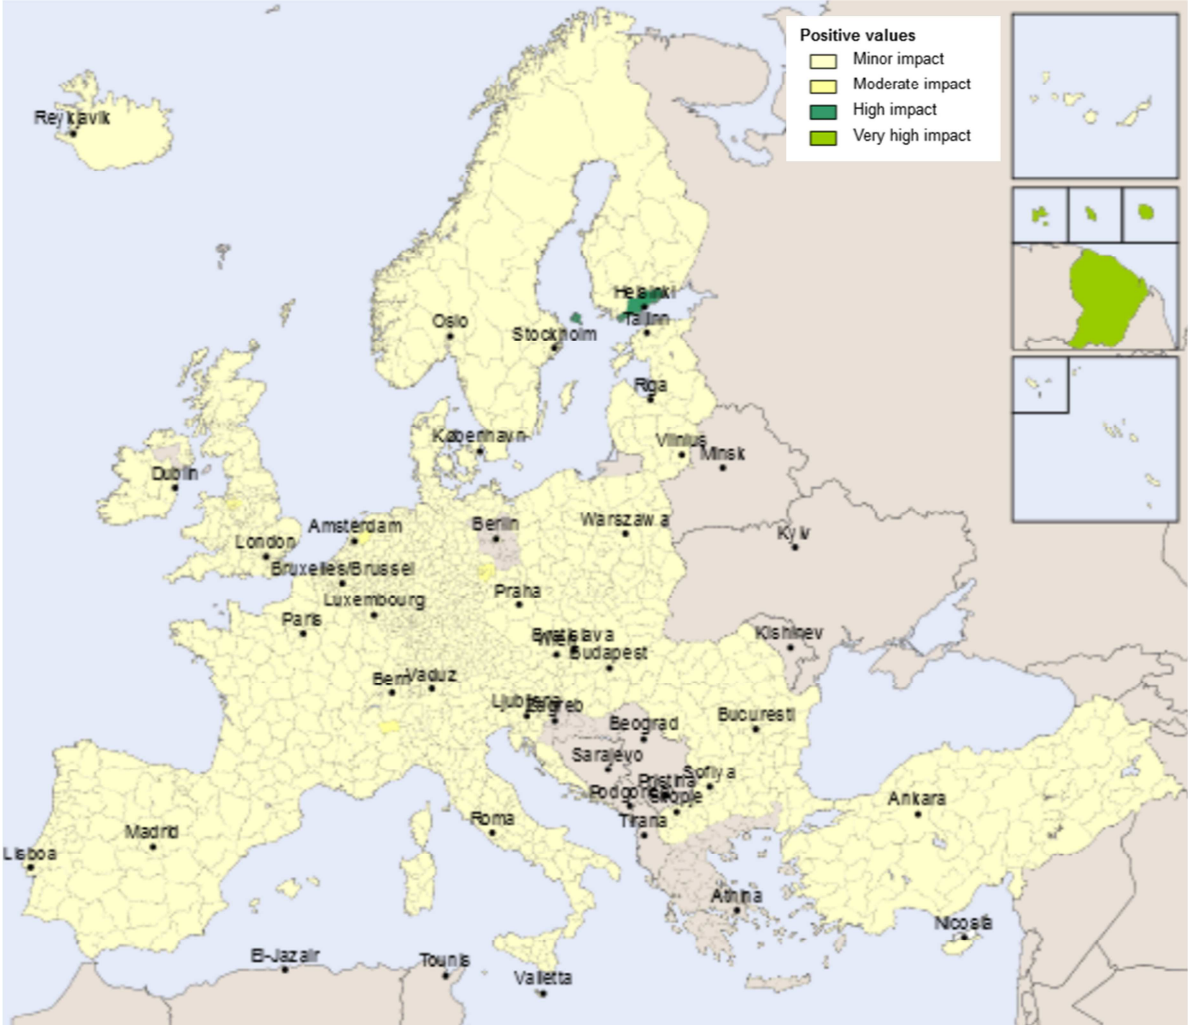 Positive values
Minor impact
Moderate impact
High impact
Very high impact
Reykjavik
Helsinki
Tallinn
Oslo
Stockholm
Riga
København
Vilnius
Minsk
Dublin
Amsterdam
Berlin
Warszawa
London
Kyiv
Bruxelles/Brussel
Praha
Luxembourg
Paris
Bratislava
Kishinev
Budapest
Bern
Vaduz
Ljubljana
Zagreb
Beograd
Bucuresti
Sarajevo
Sofiya
Pristina
Skopje
Ankara
Roma
Tirana
Madrid
Lisboa
Athina
Nicosia
El-Jazair
Tounis
Valletta